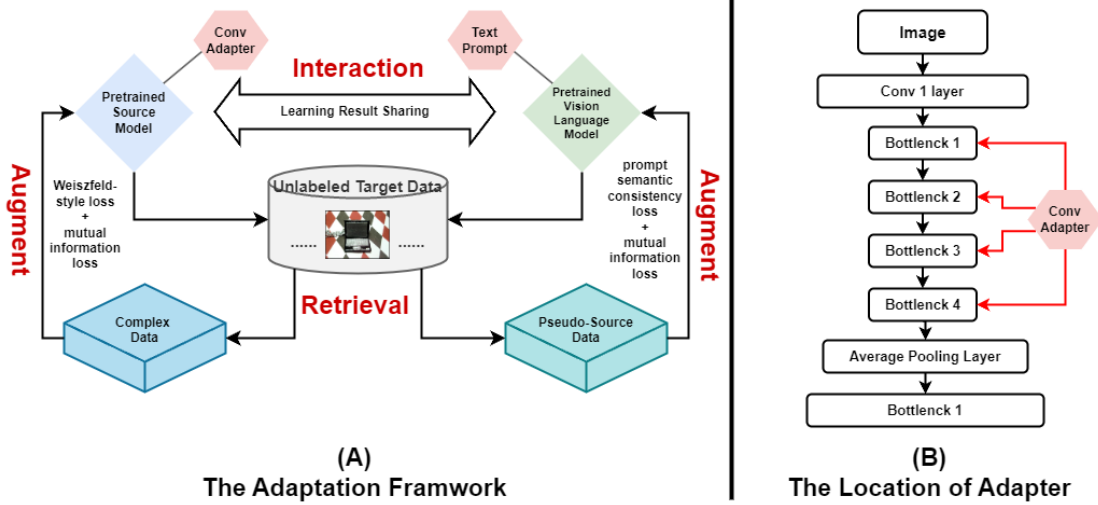 Conv
Adapter
Text
Prompt
Interaction
Learning Result Sharing
Pretrained
Source
Model
Pretrained
Vision
Language
Model
Augment
Weiszfeld-
style loss
+
mutual
information
loss
Unlabeled Target Data
......
......
prompt
semantic
consistency
loss
+
mutual
information
loss
Augment
Retrieval
Complex
Data
Pseudo-Source
Data
(A)
The Adaptation Framwork
Image
Conv 1 layer
Bottlenck 1
Bottlenck 2
Bottlenck 3
Bottlenck 4
Conv
Adapter
Average Pooling Layer
Bottlenck 1
(B)
The Location of Adapter